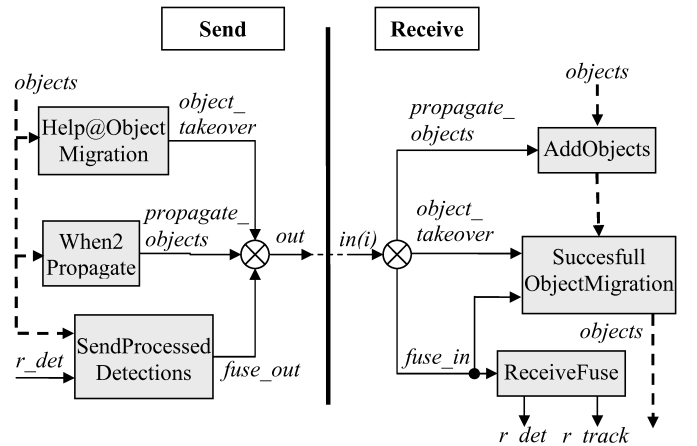 Send
Receive
objects
Help@Object
Migration
object_
takeover
When2
Propagate
propagate_
objects
out
SendProcessed
Detections
r_det
fuse_out
in(i)
objects
propagate_
objects
AddObjects
object_
takeover
Succesfull
ObjectMigration
objects
fuse_in
ReceiveFuse
r_det
r_track